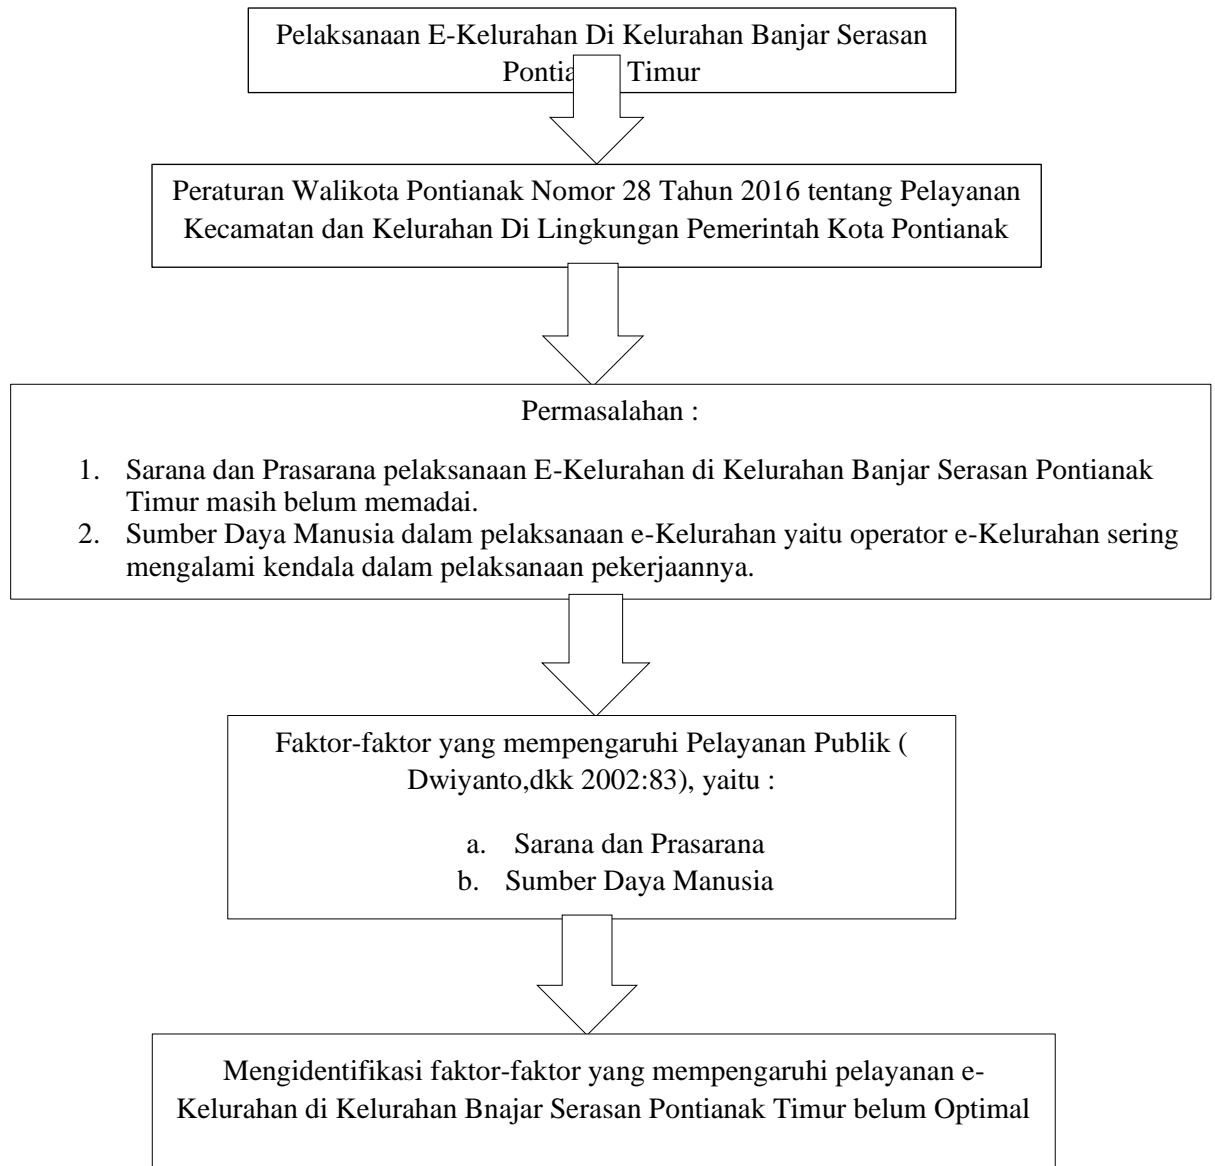 Pelaksanaan E-Kelurahan Di Kelurahan Banjar Serasan
Timur
Peraturan Walikota Pontianak Nomor 28 Tahun 2016 tentang Pelayanan
Kecamatan dan Kelurahan Di Lingkungan Pemerintah Kota Pontianak
Permasalahan :
1. Sarana dan Prasarana pelaksanaan E-Kelurahan di Kelurahan Banjar Serasan Pontianak
Timur masih belum memadai.
2. Sumber Daya Manusia dalam pelaksanaan e-Kelurahan yaitu operator e-Kelurahan sering
mengalami kendala dalam pelaksanaan pekerjaannya.
Faktor-faktor yang mempengaruhi Pelayanan Publik (
Dwiyanto,dkk 2002:83), yaitu :
a. Sarana dan Prasarana
b. Sumber Daya Manusia
Mengidentifikasi faktor-faktor yang mempengaruhi pelayanan e-
Kelurahan di Kelurahan Bnajar Serasan Pontianak Timur belum Optimal